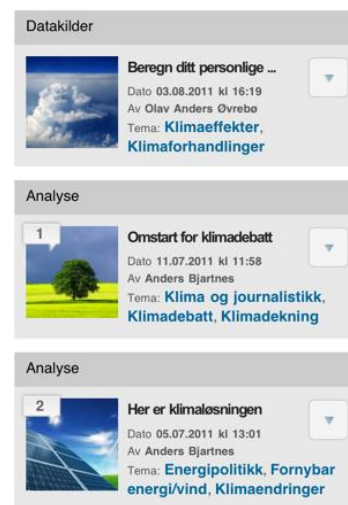 Datakilder
Beregn ditt personlige ...
Dato 03.08.2011 kl 16:19
Av Olav Anders Øvrebø
Tema: Klimaeffekter,
Klimaforhandlinger
Analyse
1
Omstart for klimadebatt
Dato 11.07.2011 kl 11:58
Av Anders Bjartnes
Tema: Klima og journalistikk,
Klimadebatt, Klimadekning
Analyse
2
Her er klimaløsningen
Dato 05.07.2011 kl 13:01
Av Anders Bjartnes
Tema: Energipolitikk, Fornybar
energi/vind, Klimaendringer